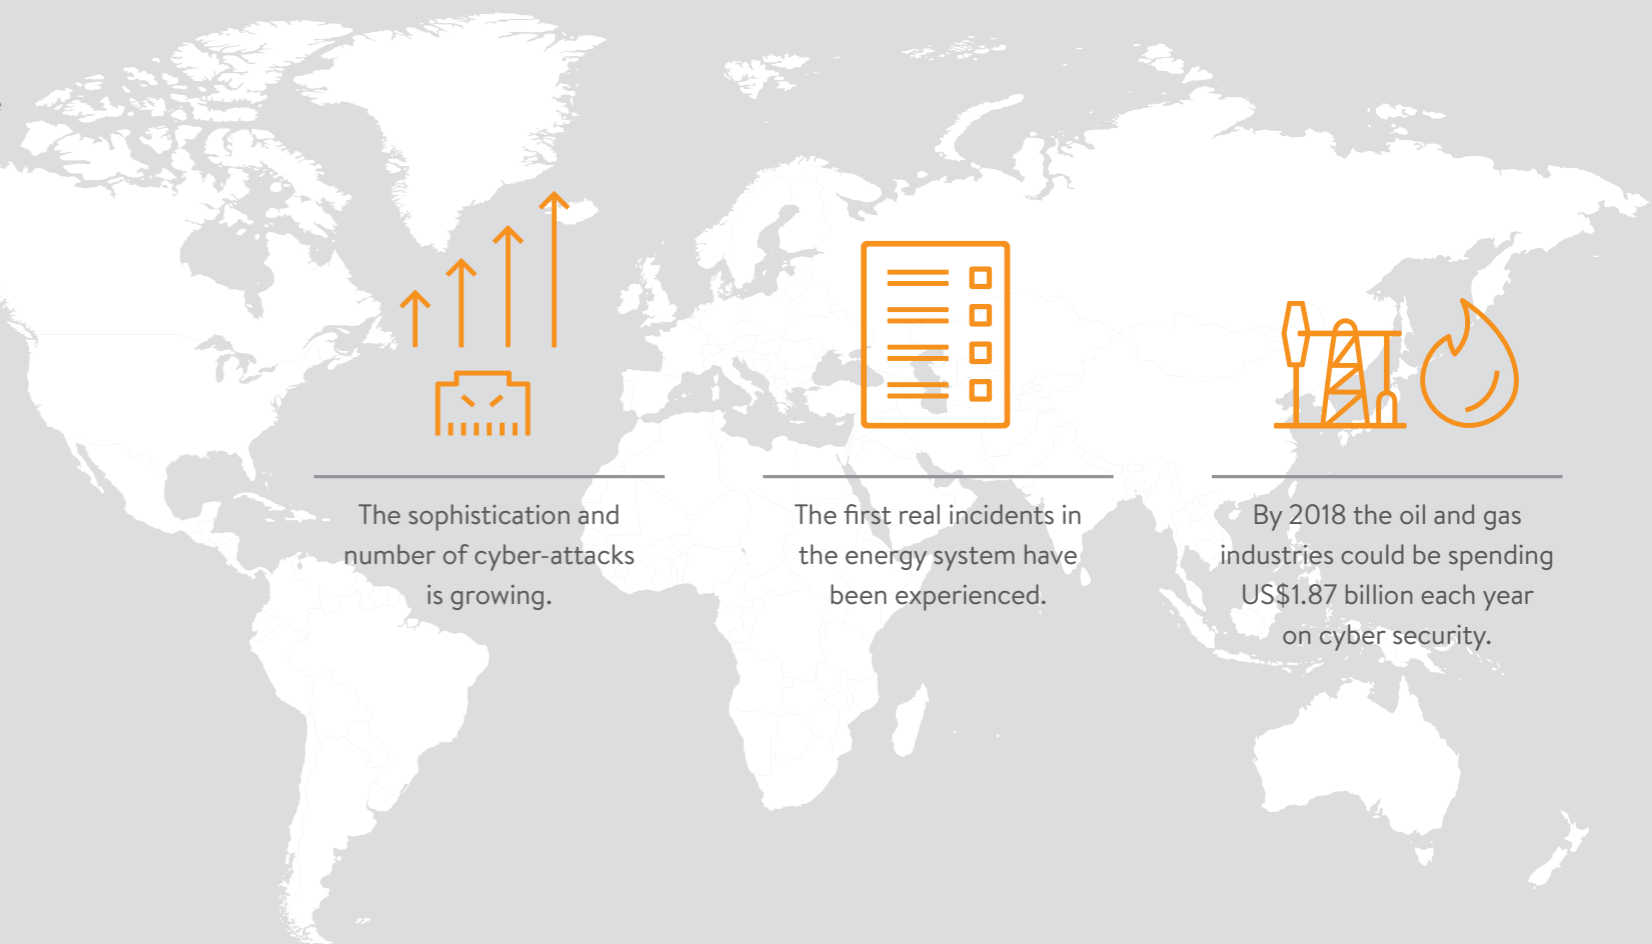 The sophistication and
number of cyber-attacks
is growing.
The first real incidents in
the energy system have
been experienced.
By 2018 the oil and gas
industries could be spending
US$1.87 billion each year
on cyber security.